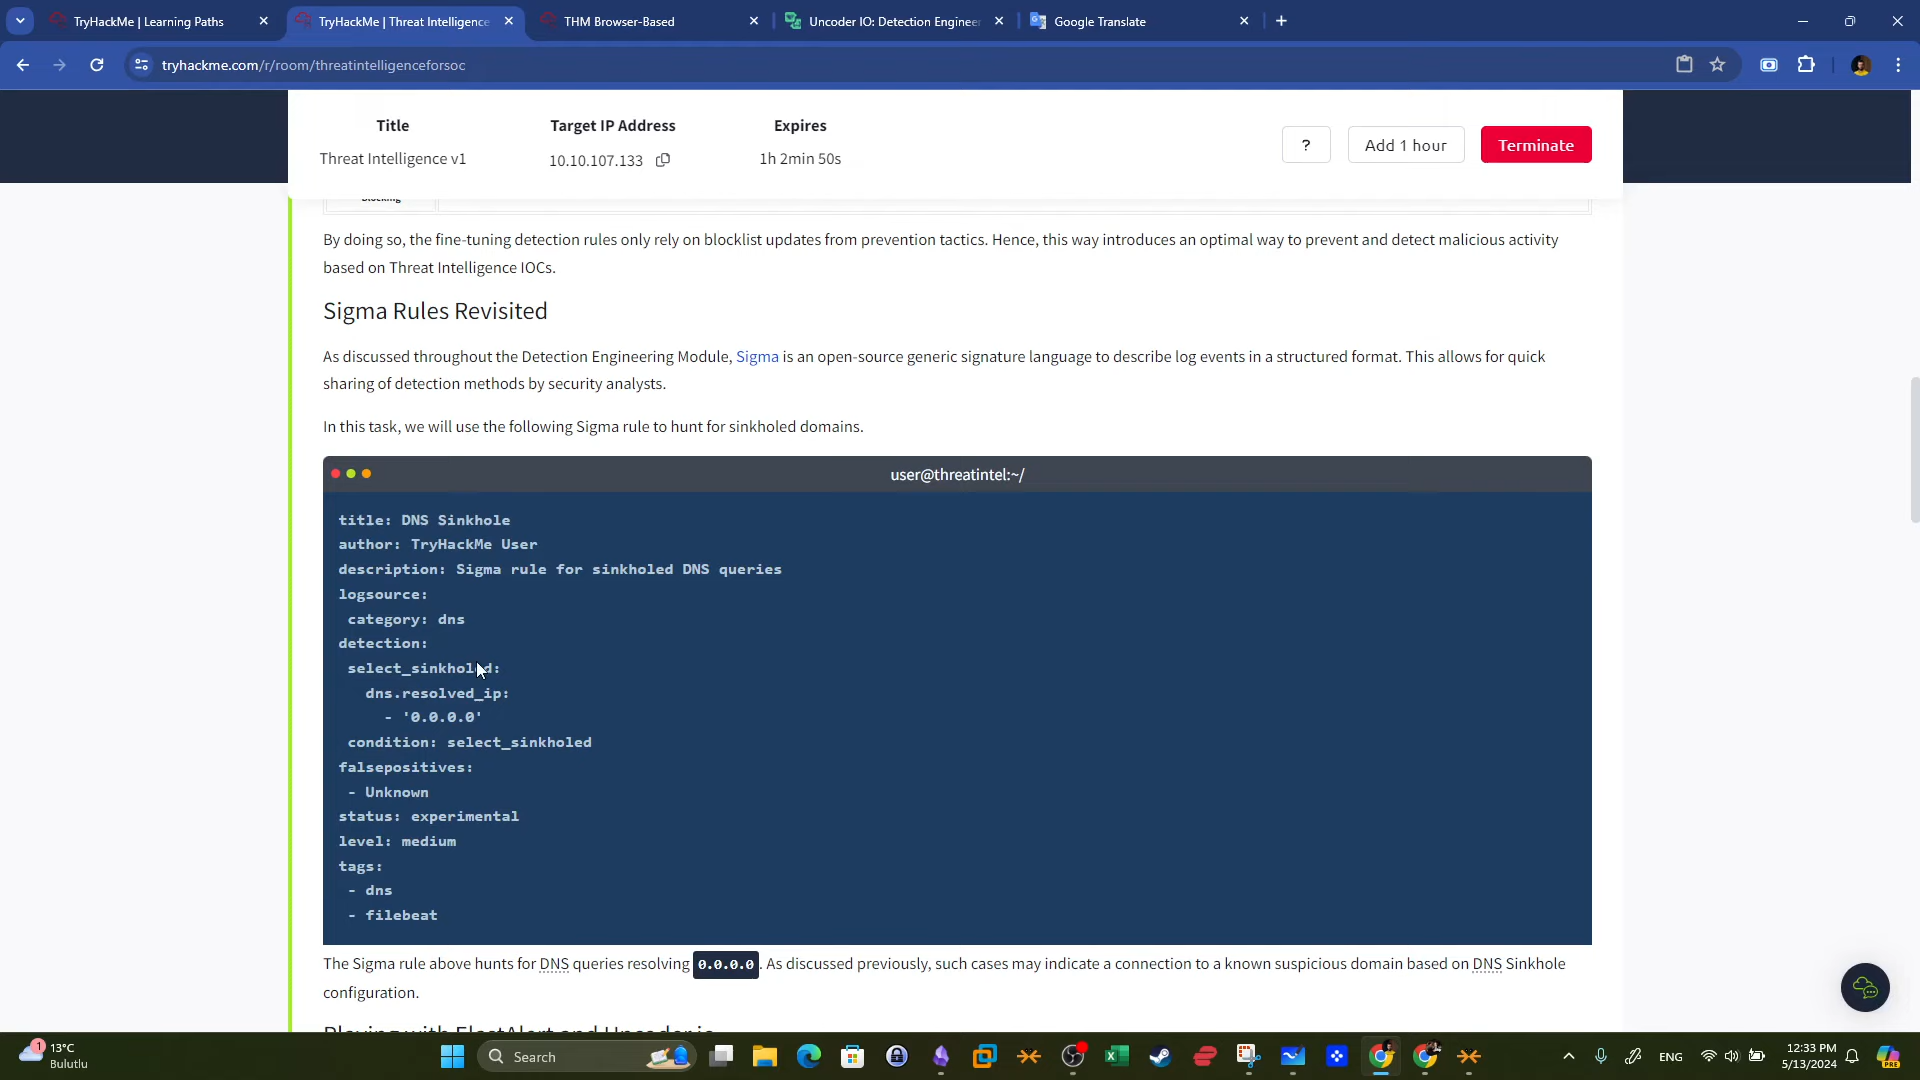 TryHackMe | Learning Paths
TryHackMe | Threat Intelligence
THM Browser-Based
Uncoder IO: Detection Engineer
Google Translate
tryhackme.com/r/room/threatintelligenceforsoc
Title Target IP Address Expires
Threat Intelligence v1 10.10.107.133 1h 2min 50s
? Add 1 hour Terminate
Blocking
By doing so, the fine-tuning detection rules only rely on blocklist updates from prevention tactics. Hence, this way introduces an optimal way to prevent and detect malicious activity
based on Threat Intelligence IOCs.
Sigma Rules Revisited
As discussed throughout the Detection Engineering Module, Sigma is an open-source generic signature language to describe log events in a structured format. This allows for quick
sharing of detection methods by security analysts.
In this task, we will use the following Sigma rule to hunt for sinkholed domains.
user@threatintel:~/
title: DNS Sinkhole
author: TryHackMe User
description: Sigma rule for sinkholed DNS queries
logsource:
category: dns
detection:
select_sinkholed:
dns.resolved_ip:
- '0.0.0.0'
condition: select_sinkholed
falsepositives:
- Unknown
status: experimental
level: medium
tags:
- dns
- filebeat
The Sigma rule above hunts for DNS queries resolving 0.0.0.0. As discussed previously, such cases may indicate a connection to a known suspicious domain based on DNS Sinkhole
configuration.
Playing with ElastAlert and Uncoder.io
1
13°C
Bulutlu
Search
ENG
12:33 PM
5/13/2024
PRE